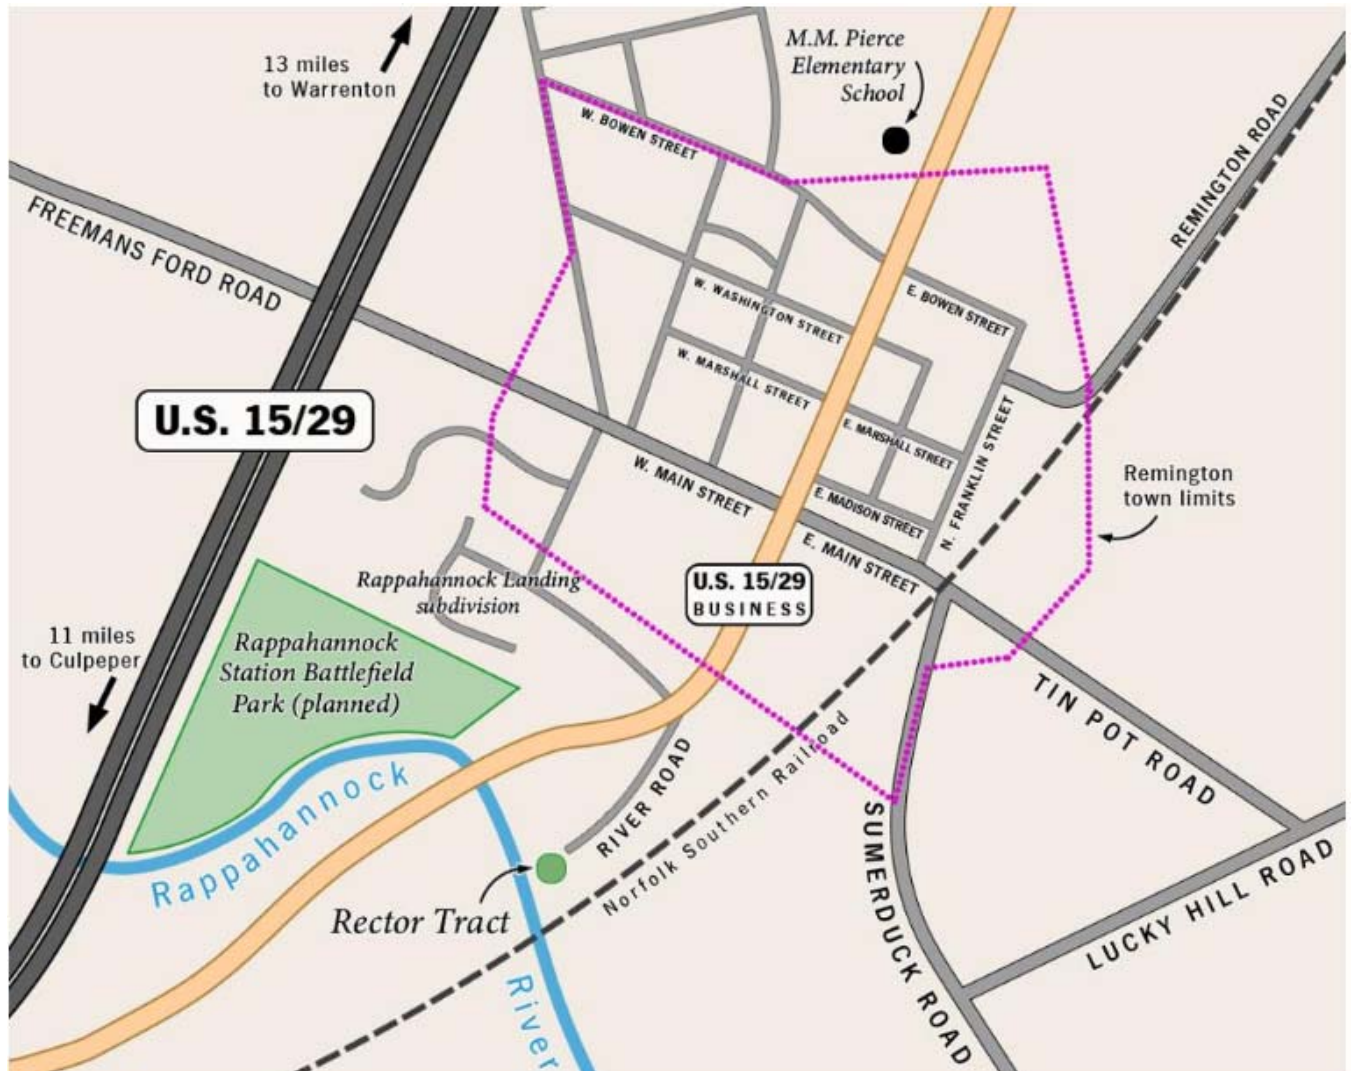 M.M. Pierce
Elementary
School
13 miles
to Warrenton
W. BOWEN STREET
REMINGTON ROAD
FREEMANS FORD ROAD
W. WASHINGTON STREET
E. BOWEN STREET
W. MARSHALL STREET
U.S. 15/29
E. MARSHALL STREET
N. FRANKLIN STREET
W. MAIN STREET
E. MADISON STREET
Remington
town limits
E. MAIN STREET
U.S. 15/29
BUSINESS
Rappahannock Landing
subdivision
11 miles
to Culpeper
Rappahannock
Station Battlefield
Park (planned)
TIN POT ROAD
RIVER ROAD
Norfolk Southern Railroad
Rappahannock
River
SUMERDUCK ROAD
LUCKY HILL ROAD
Rector Tract